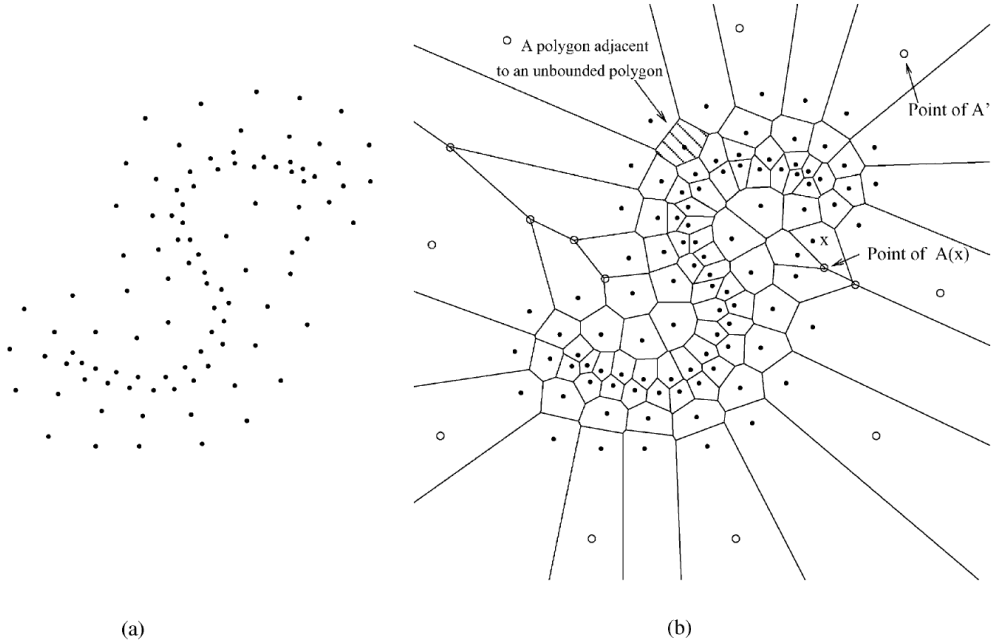 A polygon adjacent
to an unbounded polygon
Point of A'
x
Point of A(x)
(a)
(b)